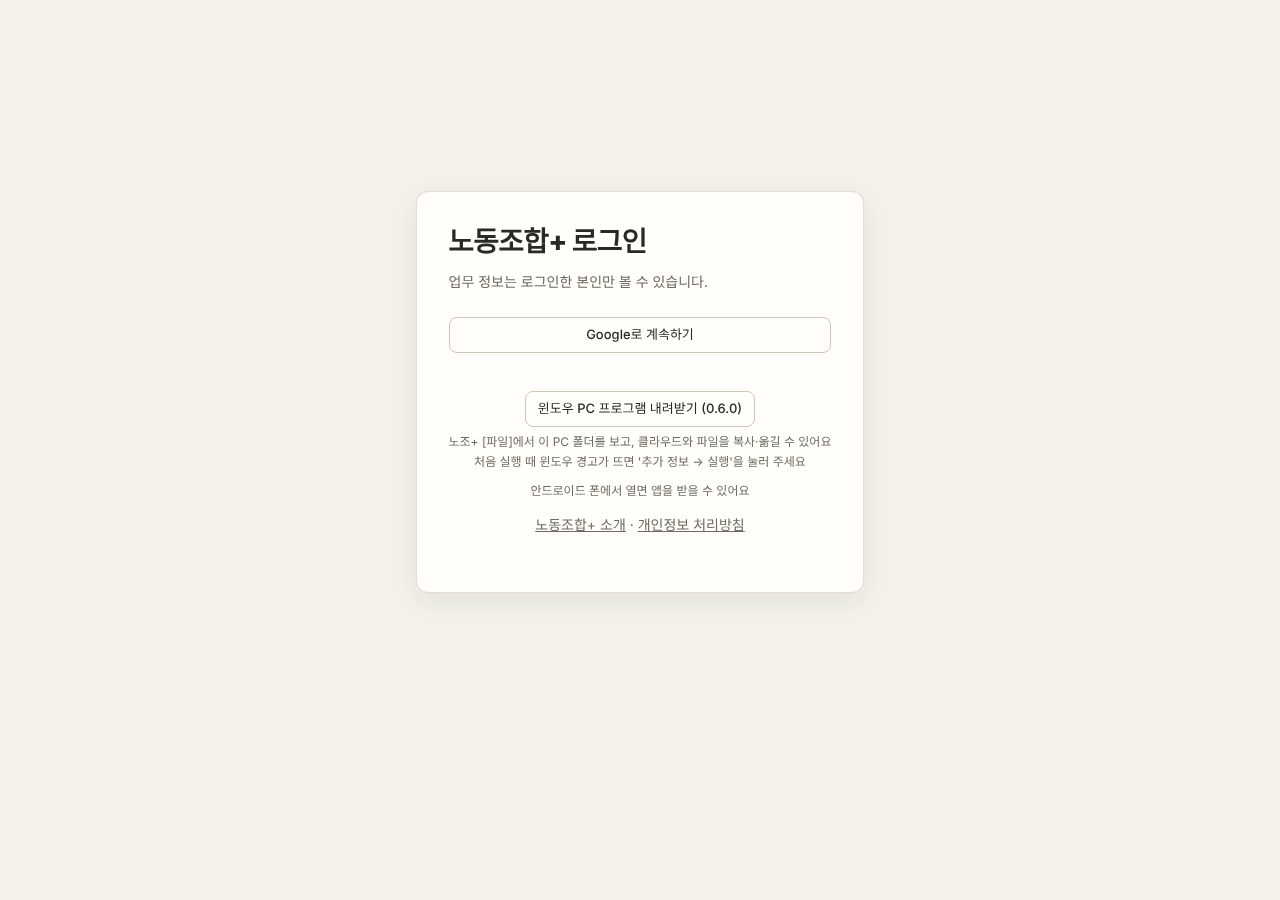 노동조합+ 로그인
업무 정보는 로그인한 본인만 볼 수 있습니다.
Google로 계속하기
윈도우 PC 프로그램 내려받기 (0.6.0)
노조+ [파일]에서 이 PC 폴더를 보고, 클라우드와 파일을 복사·옮길 수 있어요
처음 실행 때 윈도우 경고가 뜨면 '추가 정보 → 실행'을 눌러 주세요
안드로이드 폰에서 열면 앱을 받을 수 있어요
노동조합+ 소개 · 개인정보 처리방침